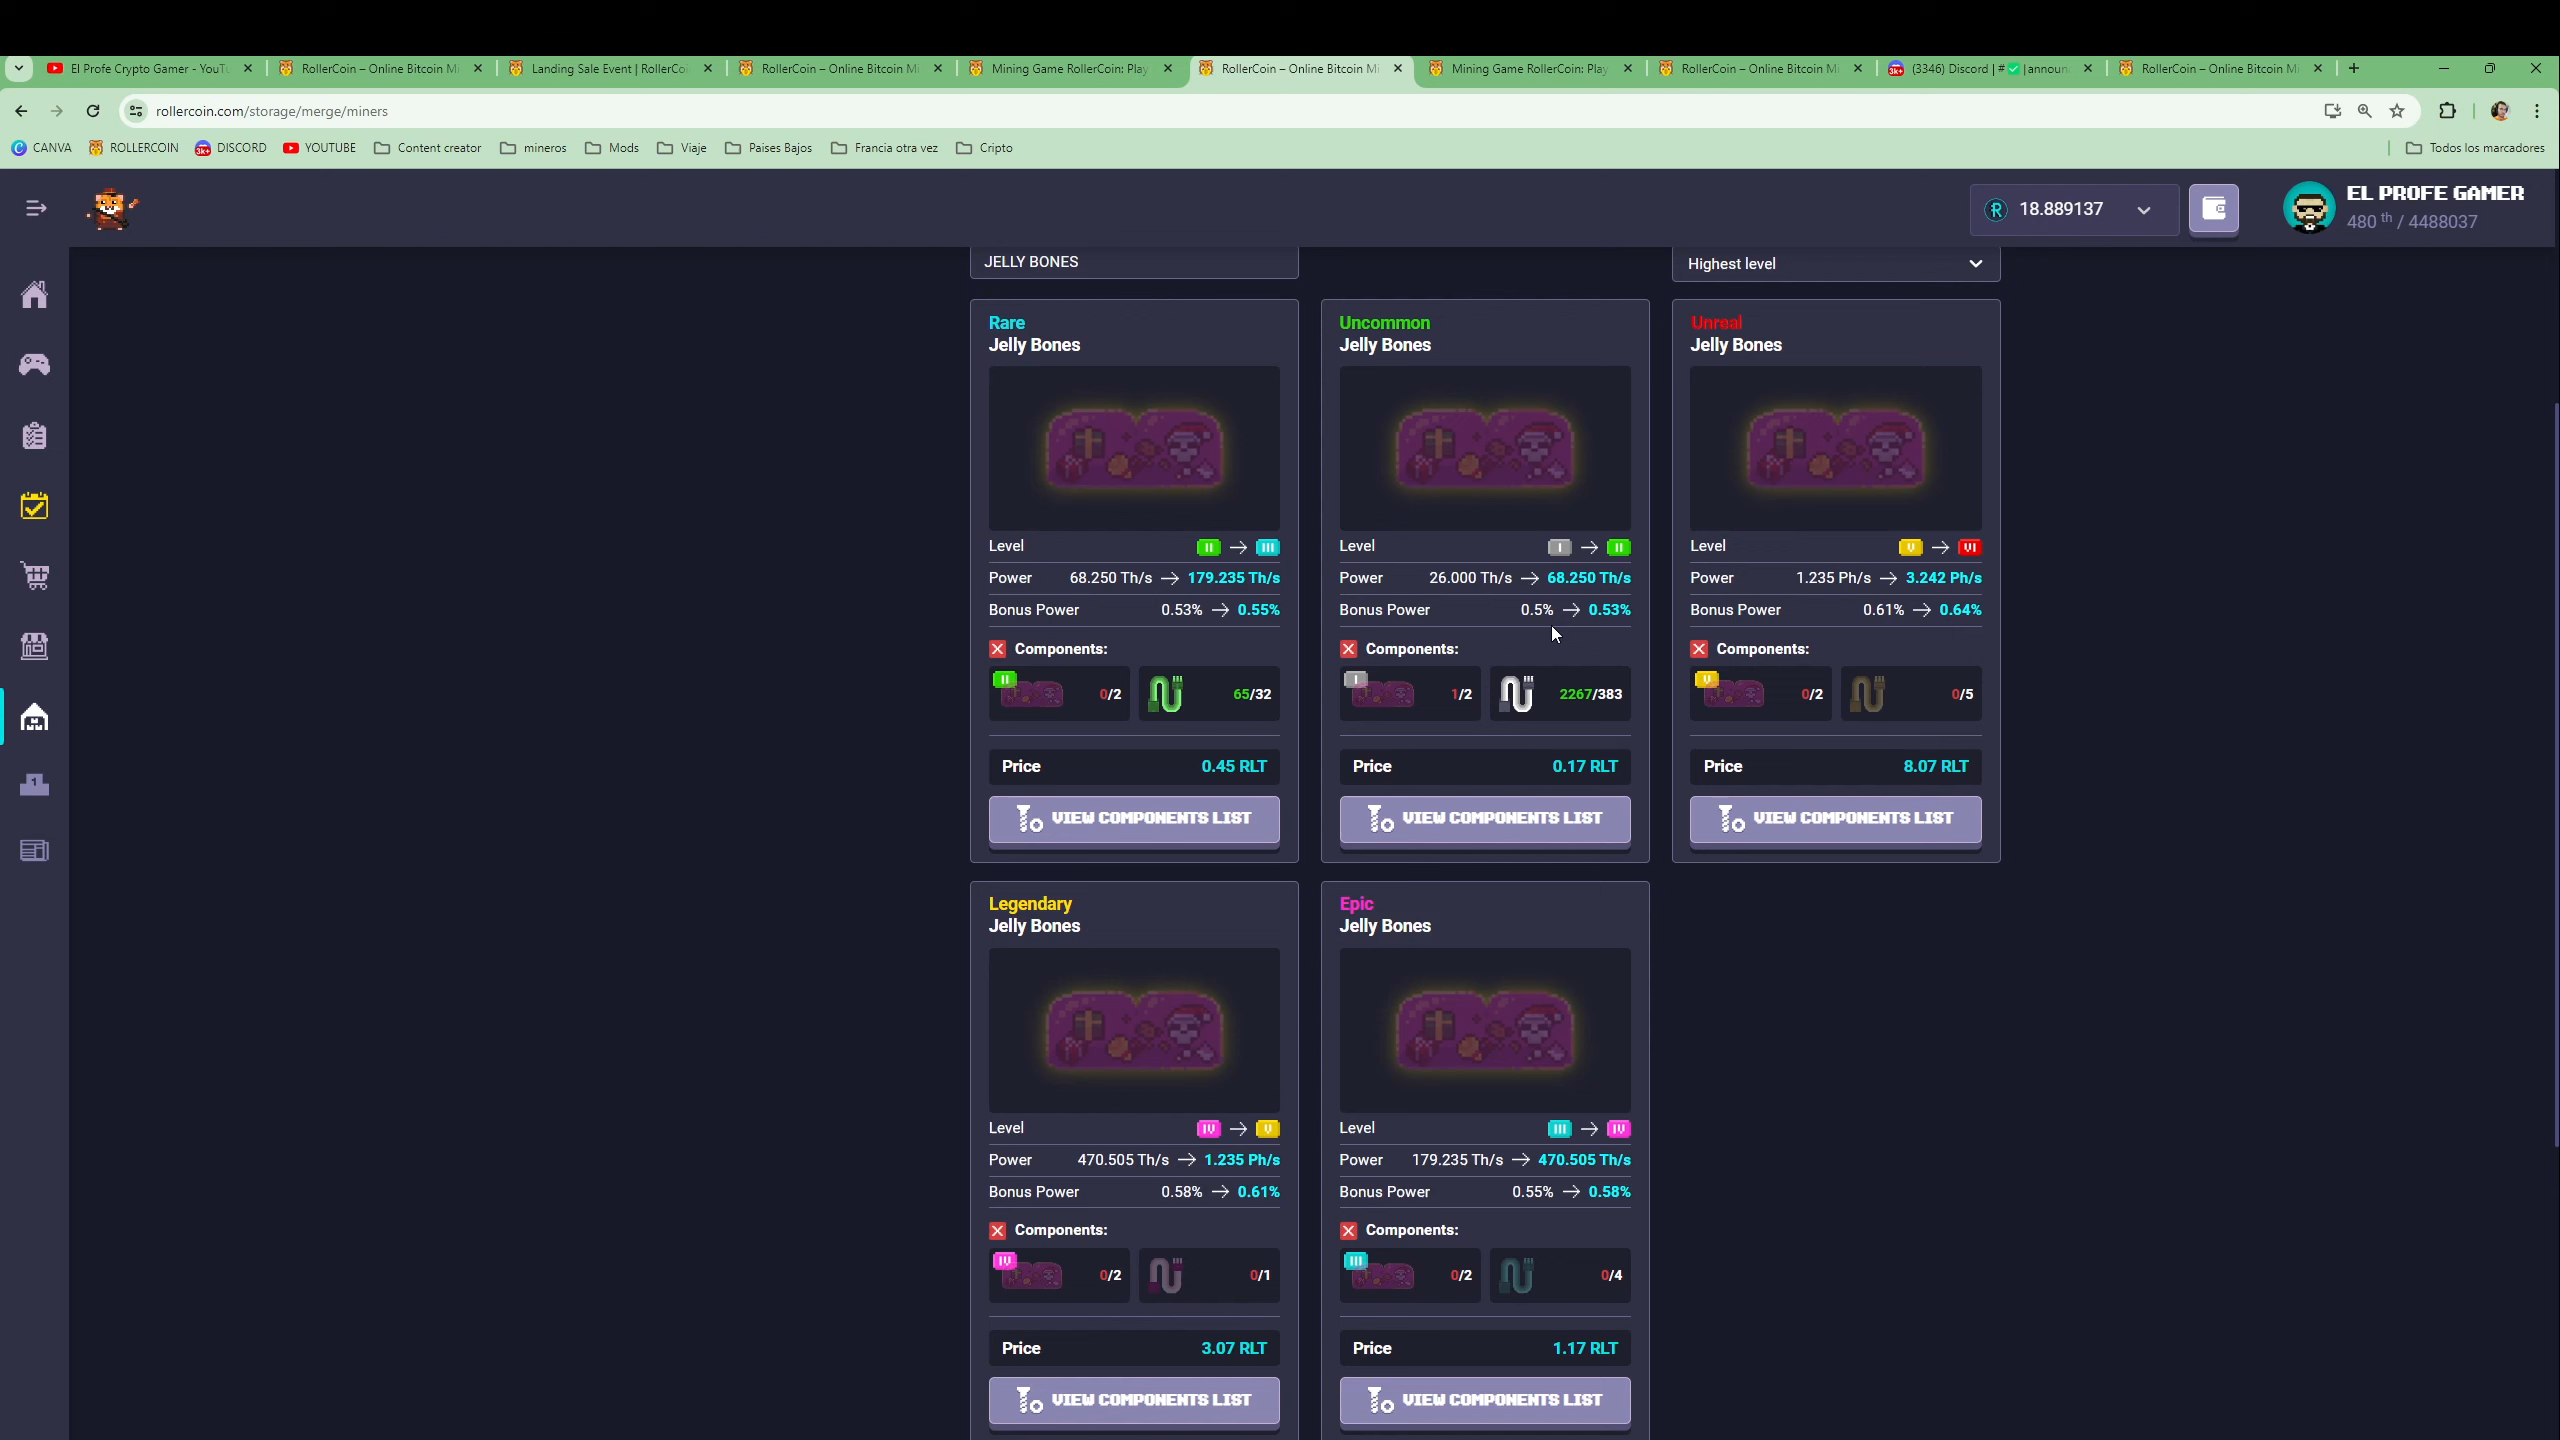 El Profe Crypto Gamer - YouT
RollerCoin – Online Bitcoin Mi
Landing Sale Event | RollerCo
RollerCoin – Online Bitcoin Mi
Mining Game RollerCoin: Play
RollerCoin – Online Bitcoin Mi
Mining Game RollerCoin: Play
RollerCoin – Online Bitcoin Mi
(3346) Discord | #✅|announ
RollerCoin – Online Bitcoin Mi
rollercoin.com/storage/merge/miners
CANVA ROLLERCOIN DISCORD YOUTUBE Content creator mineros Mods Viaje Paises Bajos Francia otra vez Cripto Todos los marcadores
18.889137
EL PROFE GAMER
480 th / 4488037
JELLY BONES
Highest level
Rare
Jelly Bones
Level II → III
Power 68.250 Th/s → 179.235 Th/s
Bonus Power 0.53% → 0.55%
Components:
II 0/2 65/32
Price 0.45 RLT
VIEW COMPONENTS LIST
Uncommon
Jelly Bones
Level I → II
Power 26.000 Th/s → 68.250 Th/s
Bonus Power 0.5% → 0.53%
Components:
I 1/2 2267/383
Price 0.17 RLT
VIEW COMPONENTS LIST
Unreal
Jelly Bones
Level V → VI
Power 1.235 Ph/s → 3.242 Ph/s
Bonus Power 0.61% → 0.64%
Components:
V 0/2 0/5
Price 8.07 RLT
VIEW COMPONENTS LIST
Legendary
Jelly Bones
Level IV → V
Power 470.505 Th/s → 1.235 Ph/s
Bonus Power 0.58% → 0.61%
Components:
IV 0/2 0/1
Price 3.07 RLT
VIEW COMPONENTS LIST
Epic
Jelly Bones
Level III → IV
Power 179.235 Th/s → 470.505 Th/s
Bonus Power 0.55% → 0.58%
Components:
III 0/2 0/4
Price 1.17 RLT
VIEW COMPONENTS LIST